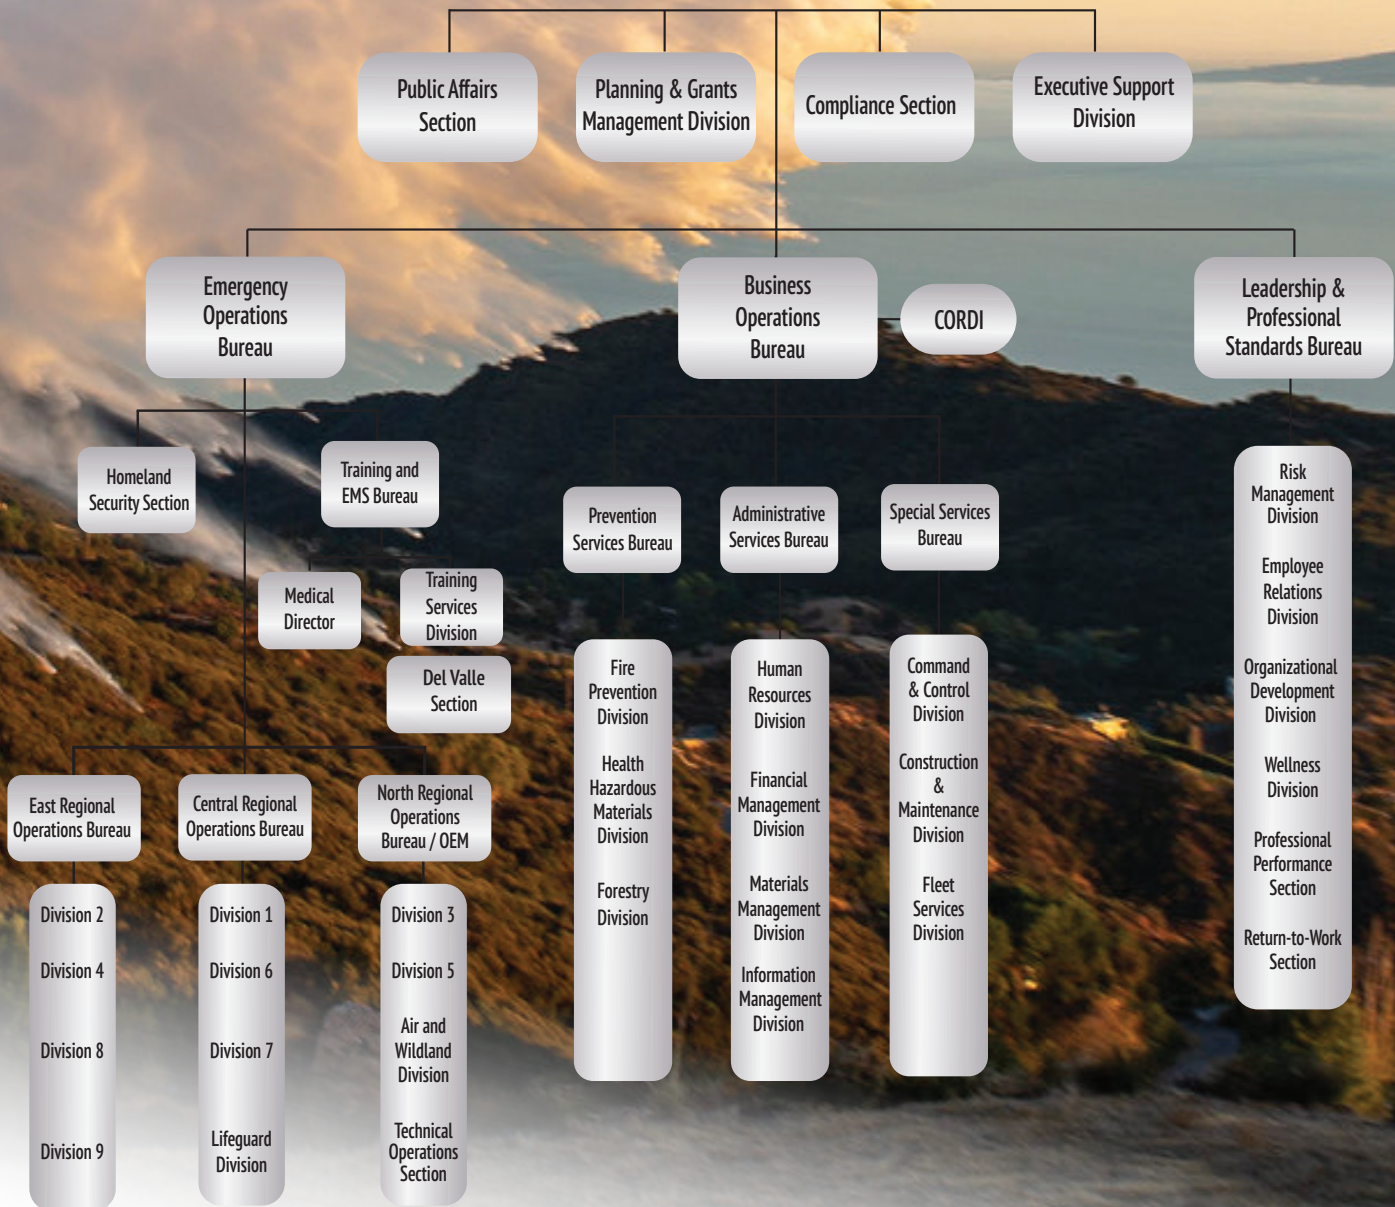 Public Affairs
Section
Planning & Grants
Management Division
Compliance Section
Executive Support
Division
Emergency
Operations
Bureau
Business
Operations
Bureau
CORDI
Leadership &
Professional
Standards Bureau
Homeland
Security Section
Training and
EMS Bureau
Medical
Director
Training
Services
Division
Del Valle
Section
Prevention
Services Bureau
Administrative
Services Bureau
Special Services
Bureau
Fire
Prevention
Division
Health
Hazardous
Materials
Division
Forestry
Division
Human
Resources
Division
Financial
Management
Division
Materials
Management
Division
Information
Management
Division
Command
& Control
Division
Construction
&
Maintenance
Division
Fleet
Services
Division
Risk
Management
Division
Employee
Relations
Division
Organizational
Development
Division
Wellness
Division
Professional
Performance
Section
Return-to-Work
Section
East Regional
Operations Bureau
Central Regional
Operations Bureau
North Regional
Operations
Bureau / OEM
Division 2
Division 4
Division 8
Division 9
Division 1
Division 6
Division 7
Lifeguard
Division
Division 3
Division 5
Air and
Wildland
Division
Technical
Operations
Section